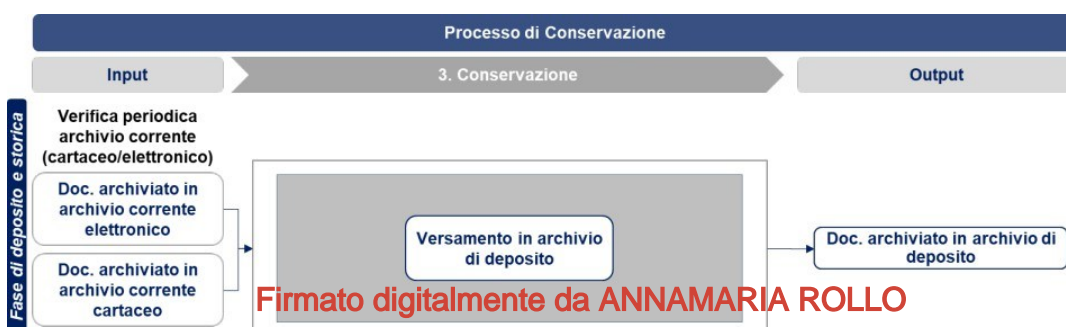 Processo di Conservazione
Input
3. Conservazione
Output
Fase di deposito e storica
Verifica periodica
archivio corrente
(cartaceo/elettronico)
Doc. archiviato in
archivio corrente
elettronico
Doc. archiviato in
archivio corrente
cartaceo
Versamento in archivio
di deposito
Doc. archiviato in archivio di
deposito
Firmato digitalmente da ANNAMARIA ROLLO